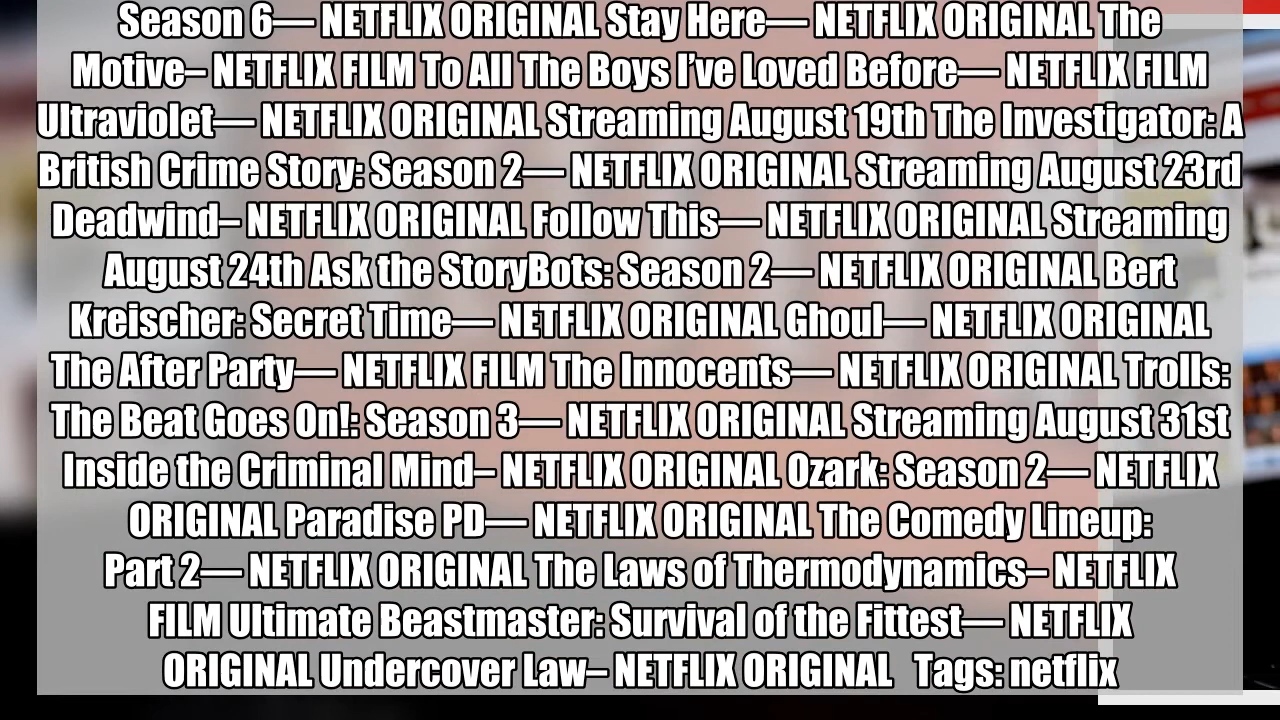 Season 6— NETFLIX ORIGINAL Stay Here— NETFLIX ORIGINAL The
Motive– NETFLIX FILM To All The Boys I’ve Loved Before— NETFLIX FILM
Ultraviolet— NETFLIX ORIGINAL Streaming August 19th The Investigator: A
British Crime Story: Season 2— NETFLIX ORIGINAL Streaming August 23rd
Deadwind– NETFLIX ORIGINAL Follow This— NETFLIX ORIGINAL Streaming
August 24th Ask the StoryBots: Season 2— NETFLIX ORIGINAL Bert
Kreischer: Secret Time— NETFLIX ORIGINAL Ghoul— NETFLIX ORIGINAL
The After Party— NETFLIX FILM The Innocents— NETFLIX ORIGINAL Trolls:
The Beat Goes On!: Season 3— NETFLIX ORIGINAL Streaming August 31st
Inside the Criminal Mind– NETFLIX ORIGINAL Ozark: Season 2— NETFLIX
ORIGINAL Paradise PD— NETFLIX ORIGINAL The Comedy Lineup:
Part 2— NETFLIX ORIGINAL The Laws of Thermodynamics– NETFLIX
FILM Ultimate Beastmaster: Survival of the Fittest— NETFLIX
ORIGINAL Undercover Law– NETFLIX ORIGINAL   Tags: netflix